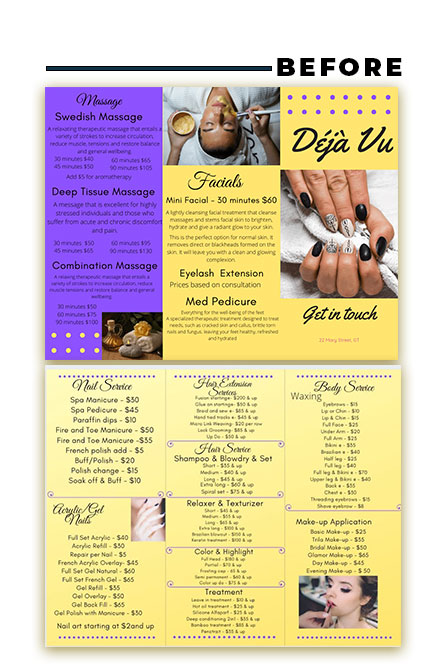 BEFORE
Massage
Swedish Massage
A relaxing therapeutic massage that entails a
variety of strokes to increase circulation,
reduce muscle, tensions and restore balance
and general wellbeing.
30 minutes $40
60 minutes $65
45 minutes $50
90 minutes $105
Add $5 for aromatherapy
Deep Tissue Massage
A message that is excellent for highly
stressed individuals and those who
suffer from acute and chronic discomfort
and pain.
30 minutes $50
60 minutes $95
45 minutes $65
90 minutes $130
Combination Massage
A relaxing therapeutic massage that entails a
variety of strokes to increase circulation,
reduce muscle, tensions and restore balance and
general wellbeing
30 minutes $50
60 minutes $75
90 minutes $100
Facials
Mini Facial - 30 minutes $60
A lightly cleansing facial treatment that cleanse
massages and stems facial skin to brighten,
hydrate and give a radiant glow to your skin.
This is the perfect option for normal skin. It
removes direct or blackheads formed on the
skin, it will leave you with a clean and glowing
complexion.
Eyelash Extension
Prices based on consultation
Med Pedicure
Everything for the well-being of the feet
A specialized therapeutic treatment designed to treat
needs, such as cracked skin and callus, brittle torn
nails and fungus, leaving your feel healthy, refreshed
and hydrated
Déjà Vu
Get in touch
22 Mary Street, CT
Nail Service
Spa Manicure - $30
Spa Pedicure - $45
Paraffin dips - $10
Fire and Toe Manicure - $50
Fire and Toe Manicure -$55
French polish add - $5
Buff/Polish - $20
Polish change - $15
Soak off & Buff - $10
Acrylic/Gel
Nails
Full Set Acrylic - $40
Acrylic Refill - $30
Repair per Nail - $5
French Acrylic Overlay- $45
Full Set Gel Natural - $60
Full Set French Gel - $65
Gel Refill - $35
Gel Overlay - $50
Gel Back Fill - $65
Gel Polish with Manicure - $30
Nail art starting at $2and up
Hair Extension
Services
Fusion Wefting- $200 & up
Glue on starting- $50 & up
Braid and sew e- $85 & up
Hand tied tracks e- $45 & up
Micro Link Weaving- $20 per row
Lock Grooming- $65 & up
Up Do - $50 & up
Hair Service
Shampoo & Blowdry & Set
Short - $35 & up
Medium - $40 & up
Long - $45 & up
Extra long - $60 & up
Spiral set - $75 & up
Relaxer & Texturizer
Short - $45 & up
Medium - $55 & up
Long - $65 & up
Extra long - $100 & up
Brazilian blowout - $100 & up
Keratin treatment - $100 & up
Color & Highlight
Full Head - $180 & up
Partial - $70 & up
Frosting cap - 65 & up
Semi permanent - $60 & up
Color up do - $75 & up
Treatment
Leave in treatment - $10 & up
Hot oil treatment - $25 & up
Silicone &Repart - $25 & up
Deep conditioning 2in1 - $35 & up
Bamboo treatment - $35 & up
Penstrat - $35 & up
Body Service
Waxing
Eyebrows - $15
Lip or Chin - $10
Lip & Chin - $15
Full Face - $25
Under Arm - $20
Full Arm - $25
Bikini e - $35
Brazilian e - $40
Half leg - $25
Full leg - $40
Full leg & Bikini e - $70
Upper leg & Bikini e - $40
Back e - $35
Chest e - $30
Threading eyebrows - $15
Shave eyebrow - $8
Make-up Application
Basic Make-up - $25
Trila Make-up - $35
Bridal Make-up - $50
Glamor Make-up - $65
Day Make-up - $45
Evening Make-up $ 50